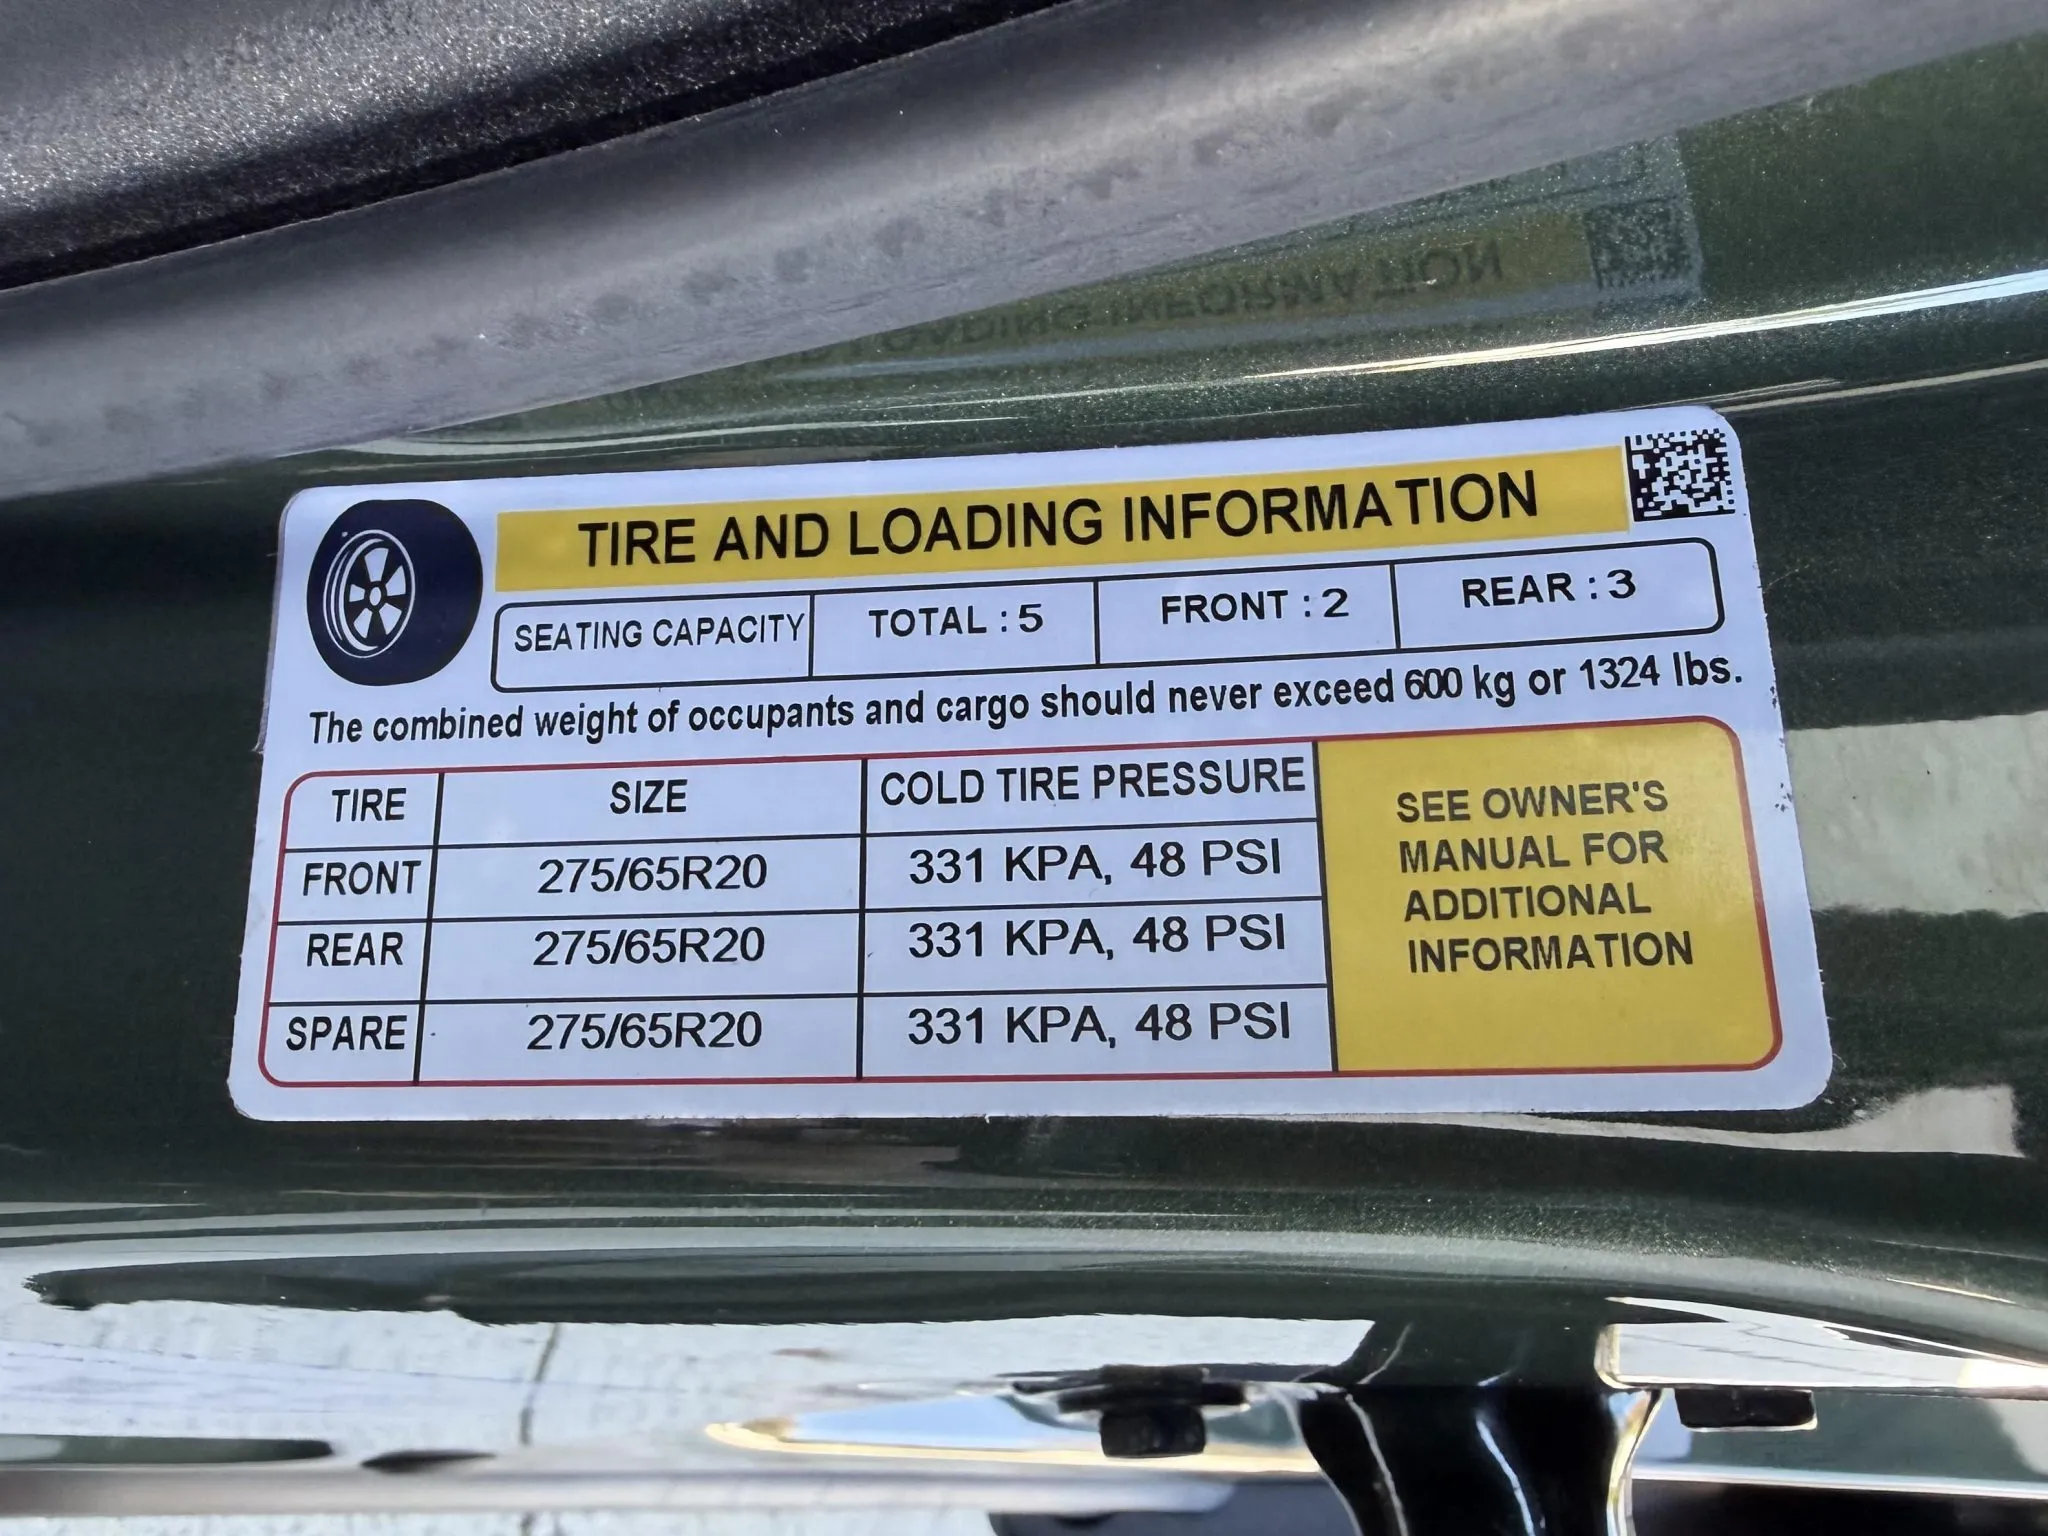 TIRE AND LOADING INFORMATION
SEATING CAPACITY TOTAL : 5 FRONT : 2 REAR : 3
The combined weight of occupants and cargo should never exceed 600 kg or 1324 lbs.
TIRE SIZE COLD TIRE PRESSURE
FRONT 275/65R20 331 KPA, 48 PSI
REAR 275/65R20 331 KPA, 48 PSI
SPARE 275/65R20 331 KPA, 48 PSI
SEE OWNER'S
MANUAL FOR
ADDITIONAL
INFORMATION